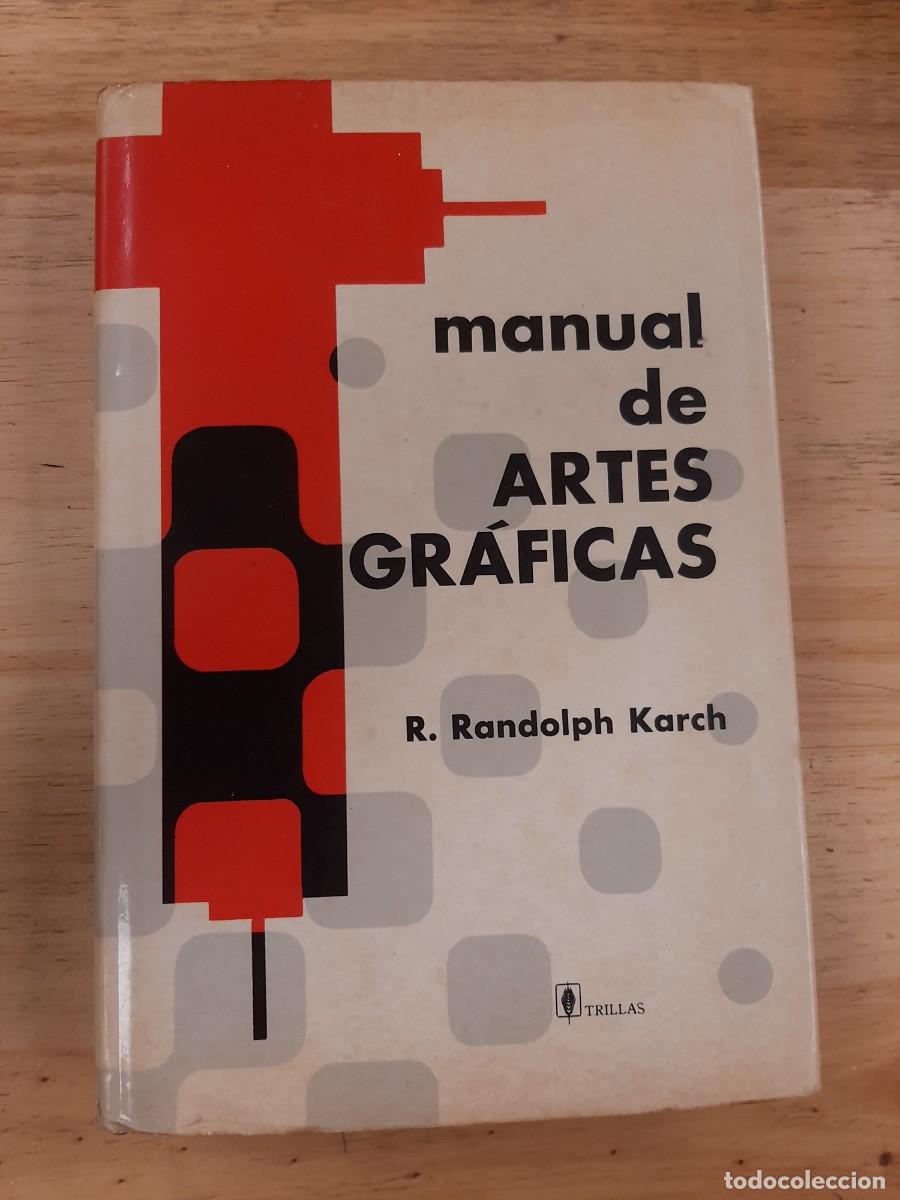 manual
de
ARTES
GRÁFICAS
R. Randolph Karch
TRILLAS
todocoleccion